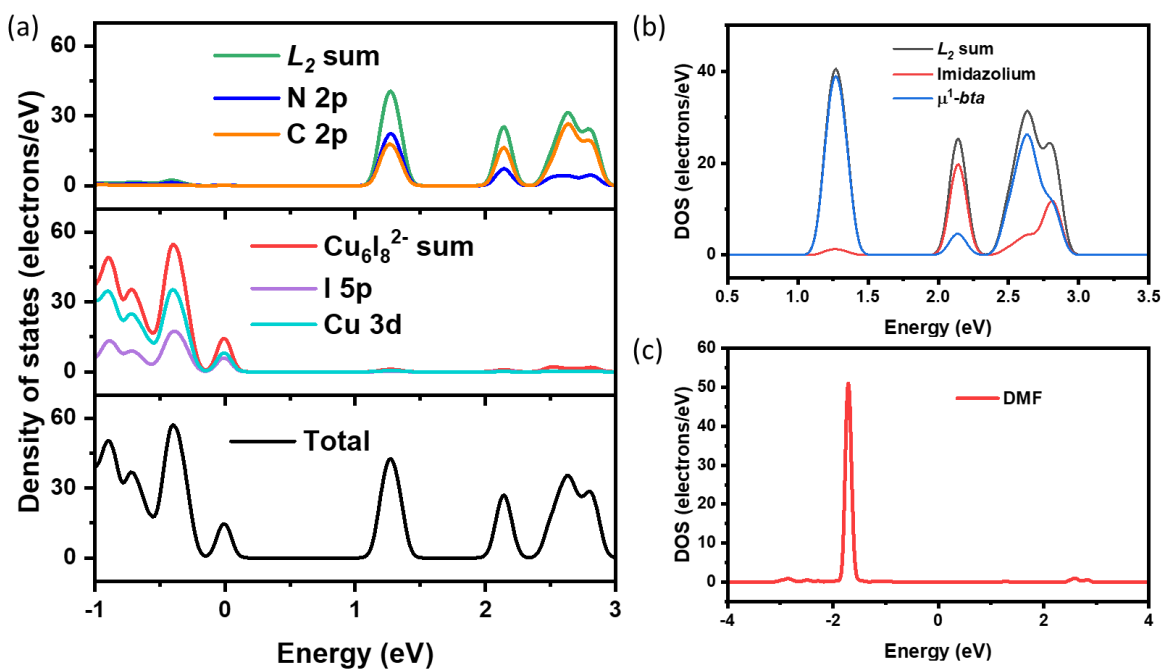 (a)
Density of states (electrons/eV)
60
30
0
L₂ sum
N 2p
C 2p
60
30
0
Cu₆I₈²⁻ sum
I 5p
Cu 3d
60
30
0
Total
-1 0 1 2 3
Energy (eV)
(b)
DOS (electrons/eV)
40
20
0
L₂ sum
Imidazolium
μ¹-bta
0.5 1.0 1.5 2.0 2.5 3.0 3.5
Energy (eV)
(c)
DOS (electrons/eV)
60
50
40
30
20
10
0
DMF
-4 -2 0 2 4
Energy (eV)